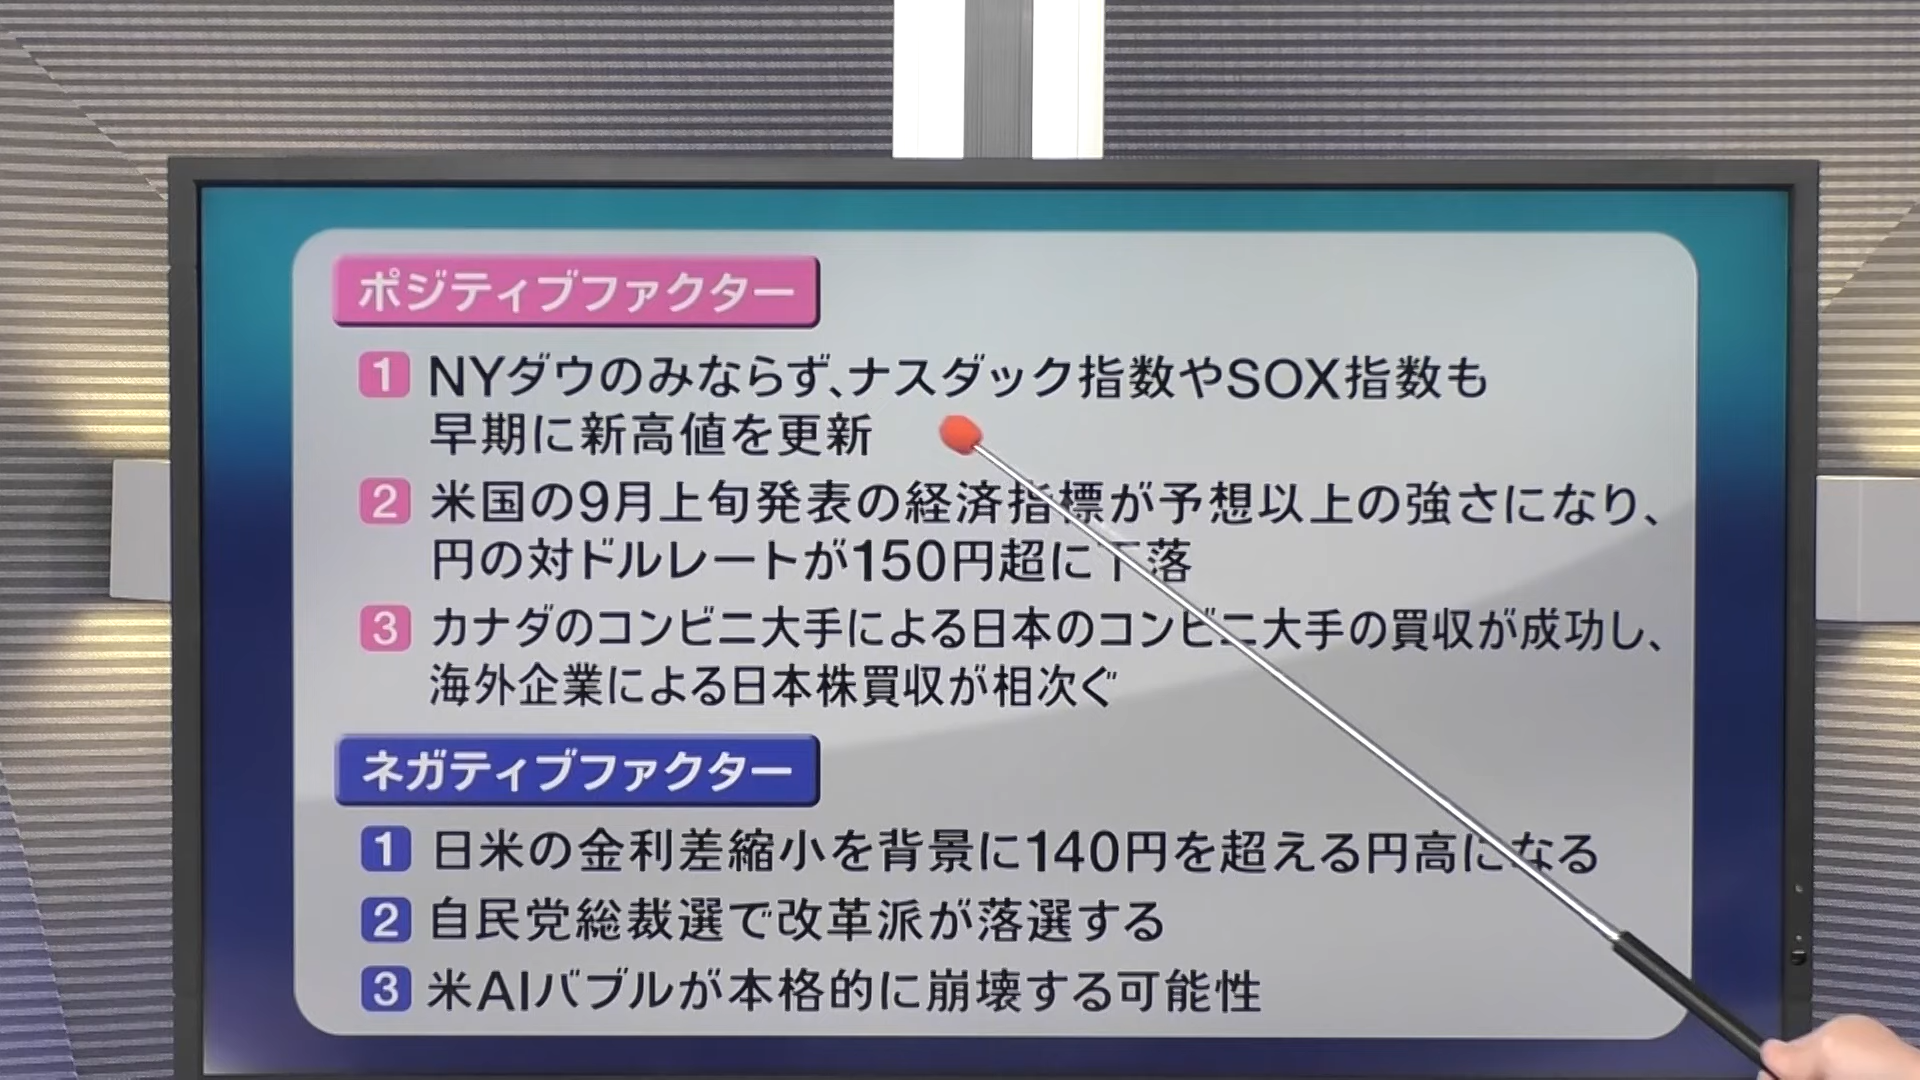 ポジティブファクター
1 NYダウのみならず、ナスダック指数やSOX指数も
早期に新高値を更新
2 米国の9月上旬発表の経済指標が予想以上の強さになり、
円の対ドルレートが150円超に下落
3 カナダのコンビニ大手による日本のコンビニ大手の買収が成功し、
海外企業による日本株買収が相次ぐ
ネガティブファクター
1 日米の金利差縮小を背景に140円を超える円高になる
2 自民党総裁選で改革派が落選する
3 米AIバブルが本格的に崩壊する可能性